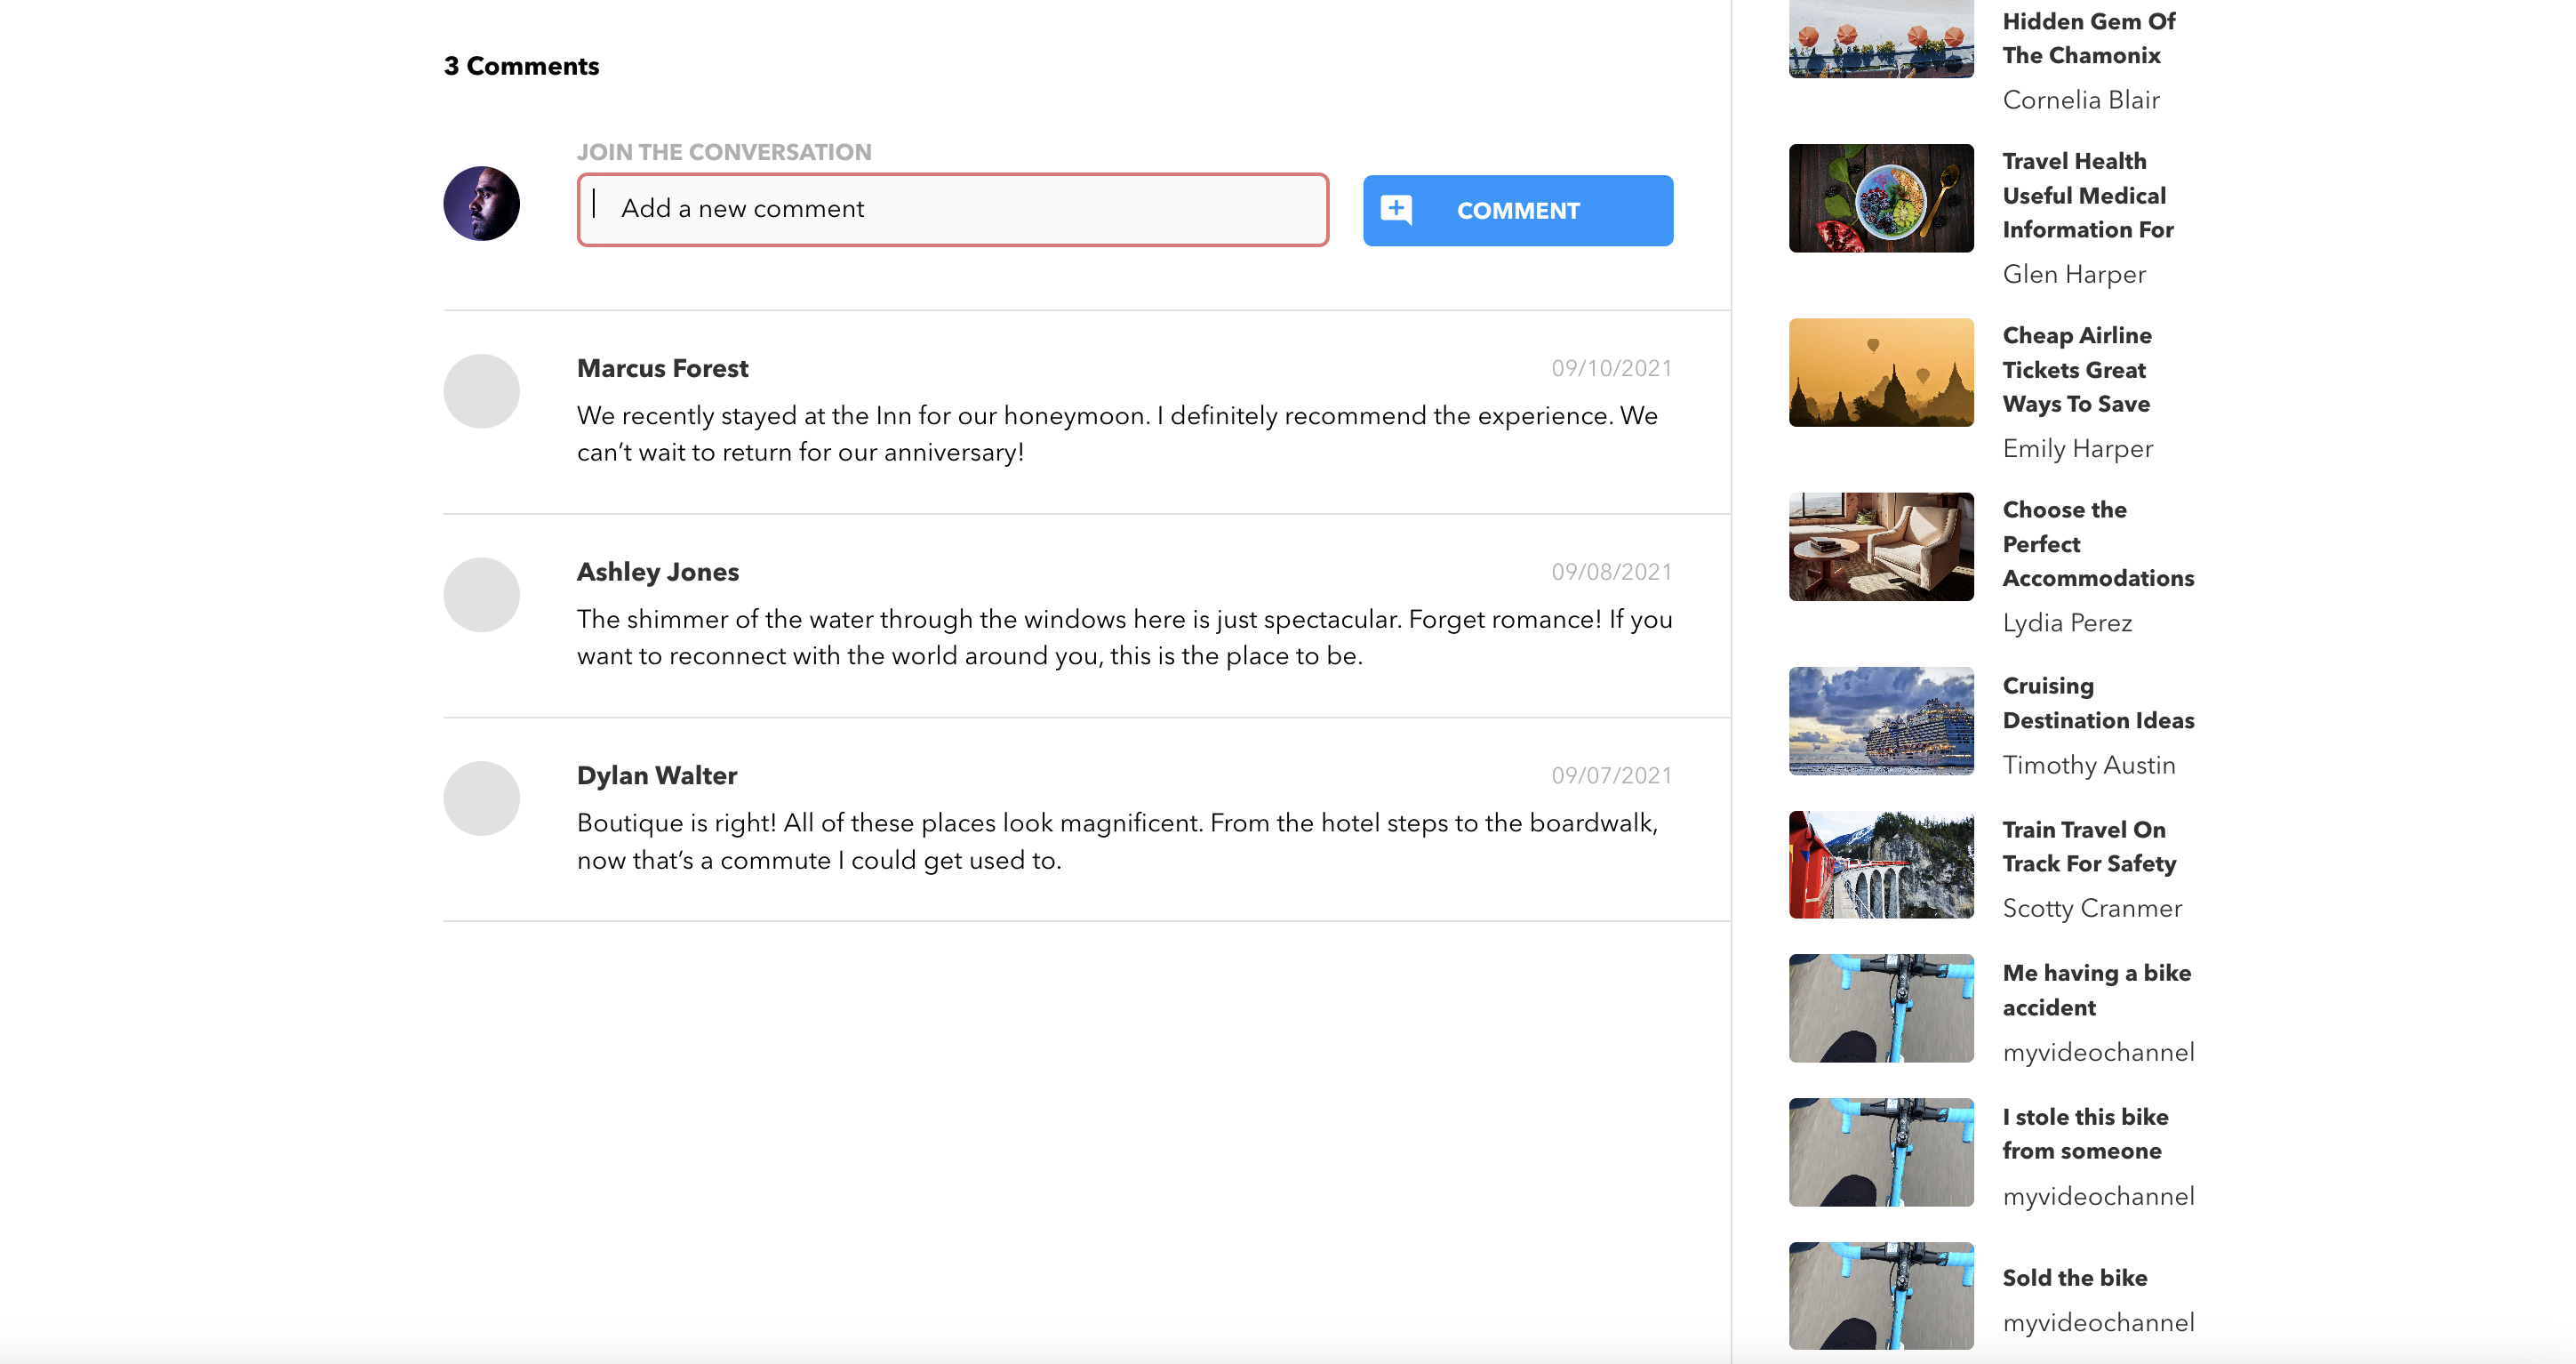 3 Comments
JOIN THE CONVERSATION
Add a new comment
COMMENT
Marcus Forest
09/10/2021
We recently stayed at the Inn for our honeymoon. I definitely recommend the experience. We
can’t wait to return for our anniversary!
Ashley Jones
09/08/2021
The shimmer of the water through the windows here is just spectacular. Forget romance! If you
want to reconnect with the world around you, this is the place to be.
Dylan Walter
09/07/2021
Boutique is right! All of these places look magnificent. From the hotel steps to the boardwalk,
now that’s a commute I could get used to.
Hidden Gem Of
The Chamonix
Cornelia Blair
Travel Health
Useful Medical
Information For
Glen Harper
Cheap Airline
Tickets Great
Ways To Save
Emily Harper
Choose the
Perfect
Accommodations
Lydia Perez
Cruising
Destination Ideas
Timothy Austin
Train Travel On
Track For Safety
Scotty Cranmer
Me having a bike
accident
myvideochannel
I stole this bike
from someone
myvideochannel
Sold the bike
myvideochannel